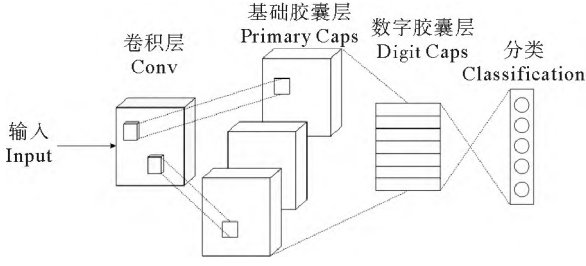 输入
Input
卷积层
Conv
基础胶囊层
Primary Caps
数字胶囊层
Digit Caps
分类
Classification